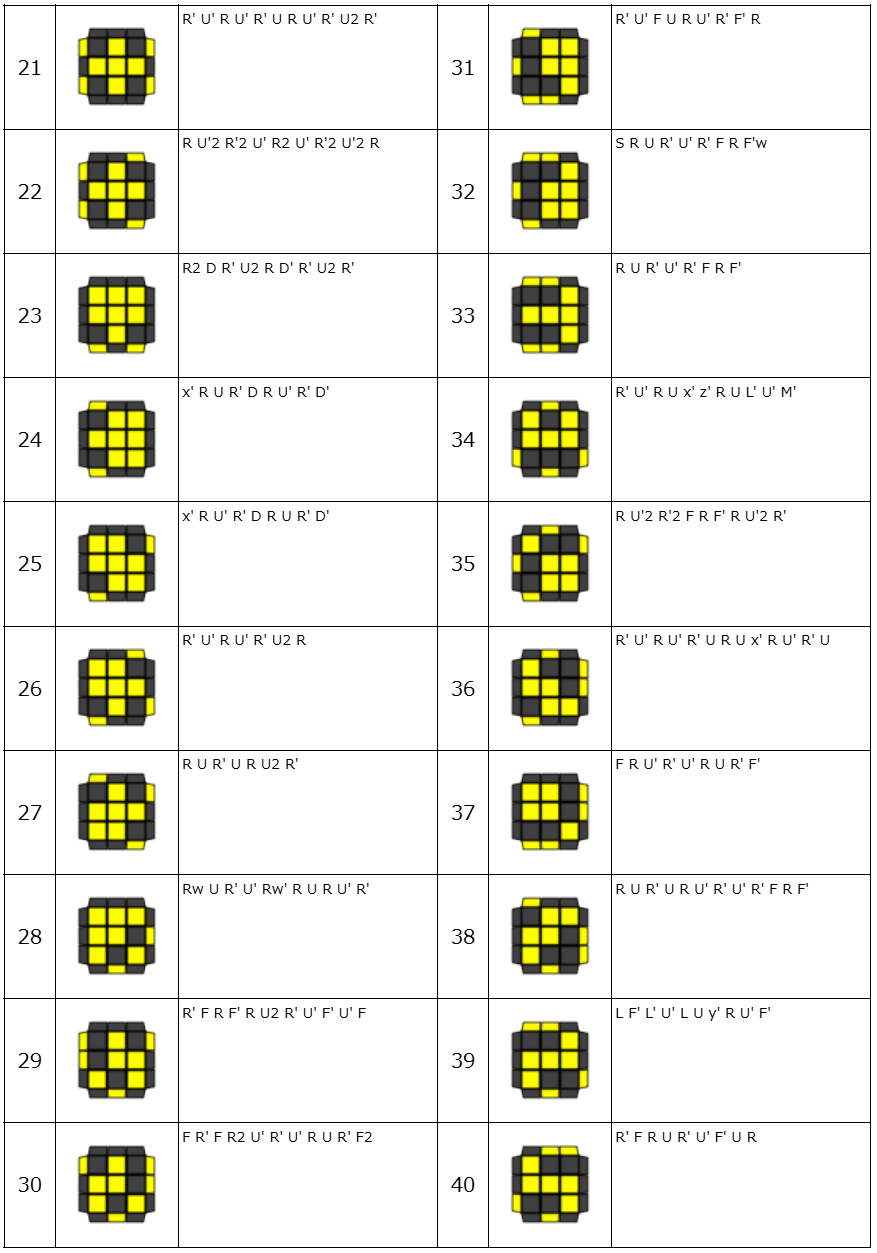 21 R' U' R U' R' U R U' R' U2 R' 31 R' U' F U R U' R' F' R
22 R U'2 R'2 U' R2 U' R'2 U'2 R 32 S R U R' U' R' F R F'w
23 R2 D R' U2 R D' R' U2 R' 33 R U R' U' R' F R F'
24 x' R U R' D R U' R' D' 34 R' U' R U x' z' R U L' U' M'
25 x' R U' R' D R U R' D' 35 R U'2 R'2 F R F' R U'2 R'
26 R' U' R U' R' U2 R 36 R' U' R U' R' U R U x' R U' R' U
27 R U R' U R U2 R' 37 F R U' R' U' R U R' F'
28 Rw U R' U' Rw' R U R U' R' 38 R U R' U R U' R' U' R' F R F'
29 R' F R F' R U2 R' U' F' U' F 39 L F' L' U' L U y' R U' F'
30 F R' F R2 U' R' U' R U R' F2 40 R' F R U R' U' F' U R